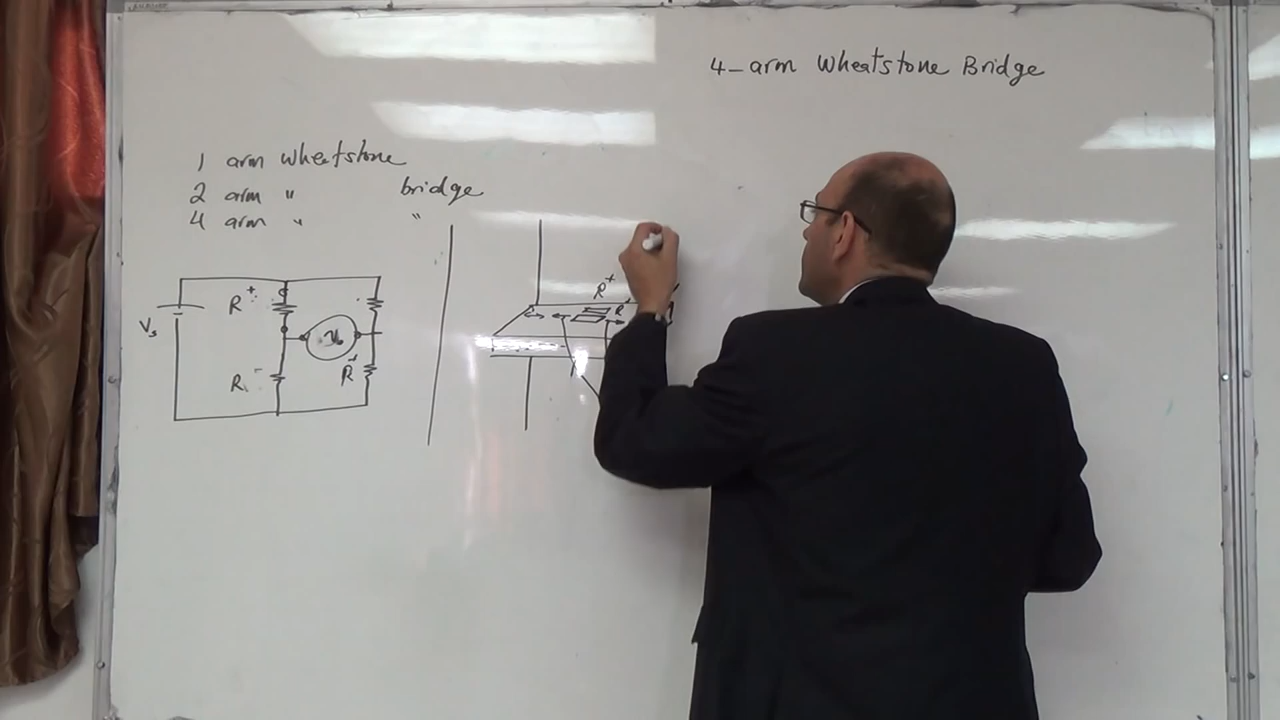 4-arm Wheatstone Bridge
1 arm Wheatstone
2 arm " bridge
4 arm " "
R+
R+
R
Vs
R-
R+